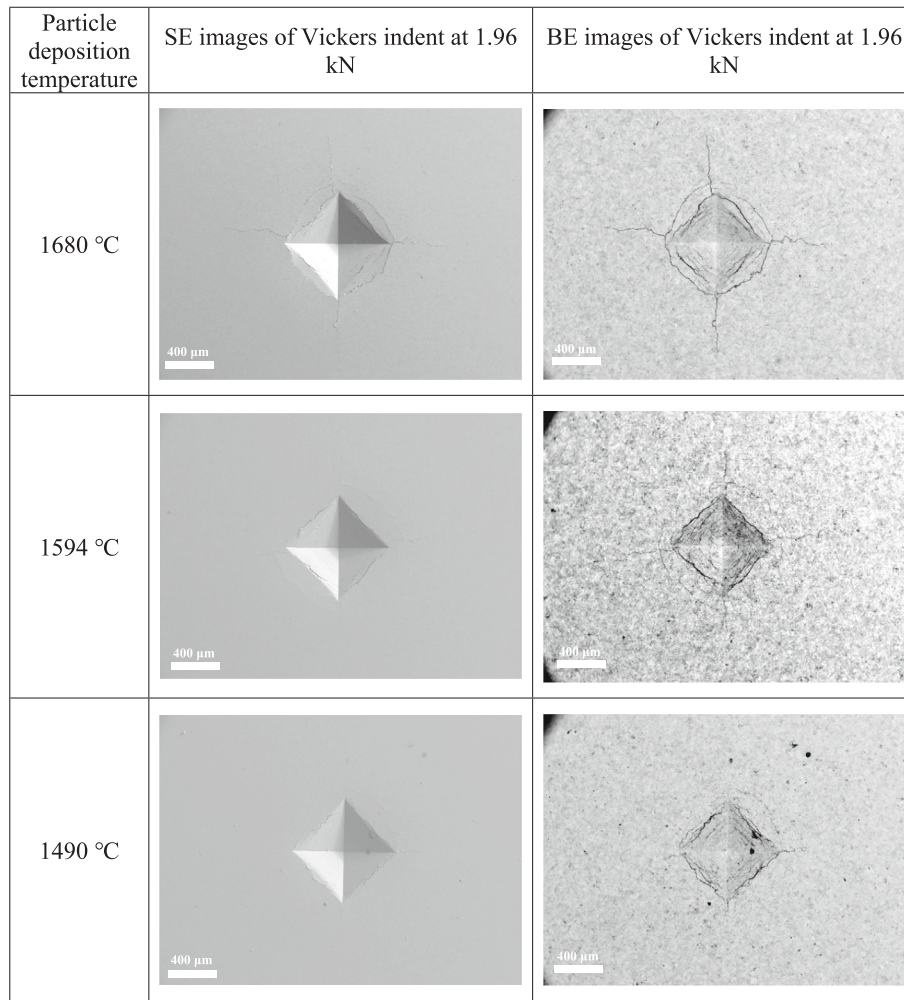 Particle
deposition
temperature
SE images of Vickers indent at 1.96
kN
BE images of Vickers indent at 1.96
kN
1680 ℃
400 μm
400 μm
1594 ℃
400 μm
400 μm
1490 ℃
400 μm
400 μm